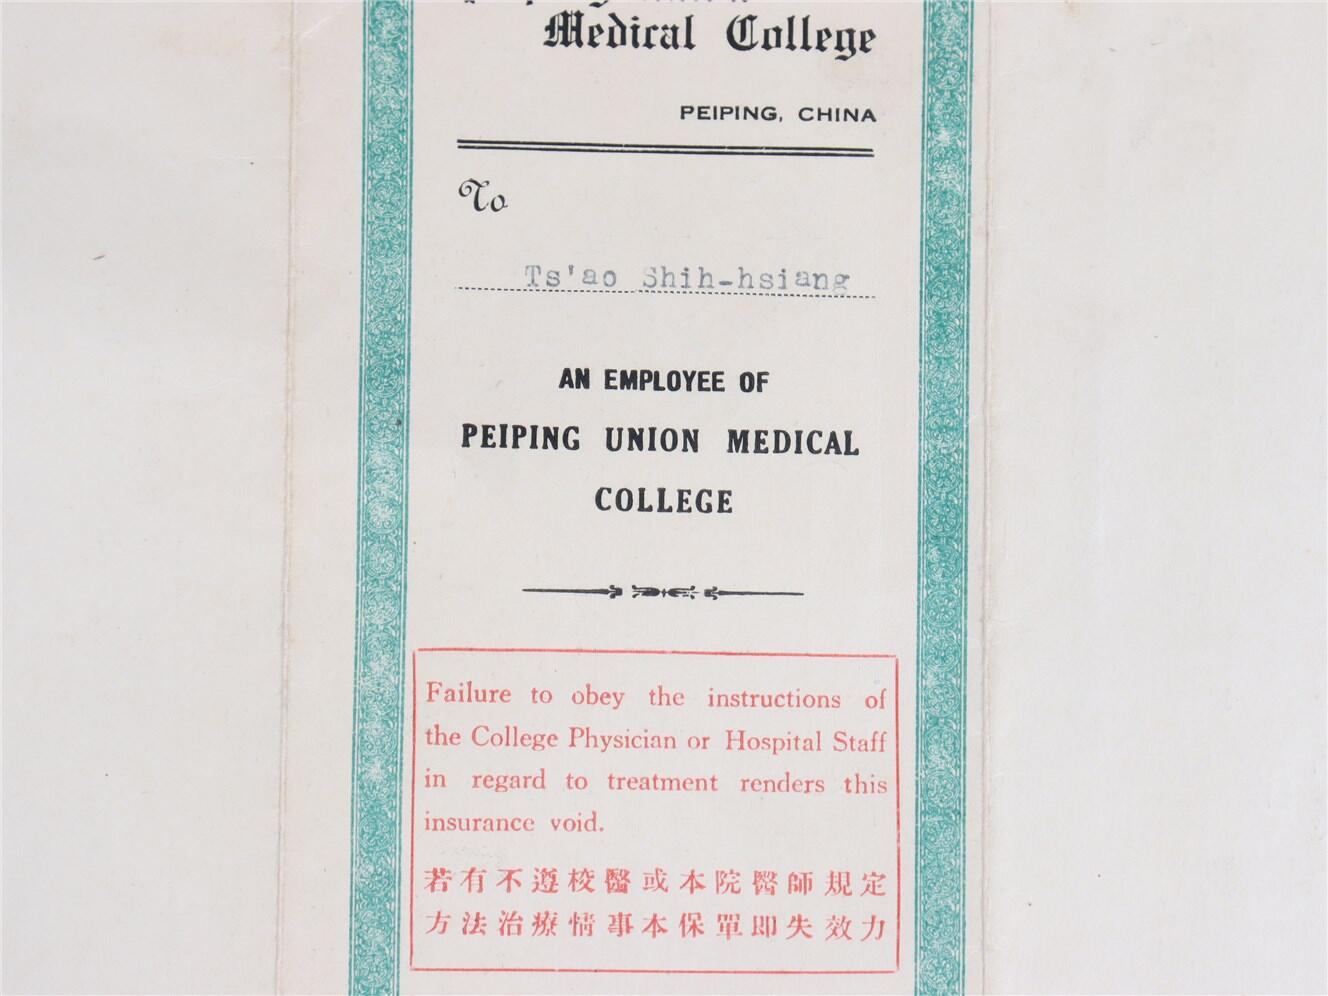 Medical College
PEIPING, CHINA
To
Ts'ao Shih-hsiang
AN EMPLOYEE OF
PEIPING UNION MEDICAL
COLLEGE
Failure to obey the instructions of
the College Physician or Hospital Staff
in regard to treatment renders this
insurance void.
若有不遵校醫或本院醫師規定
方法治療情事本保單即失效力